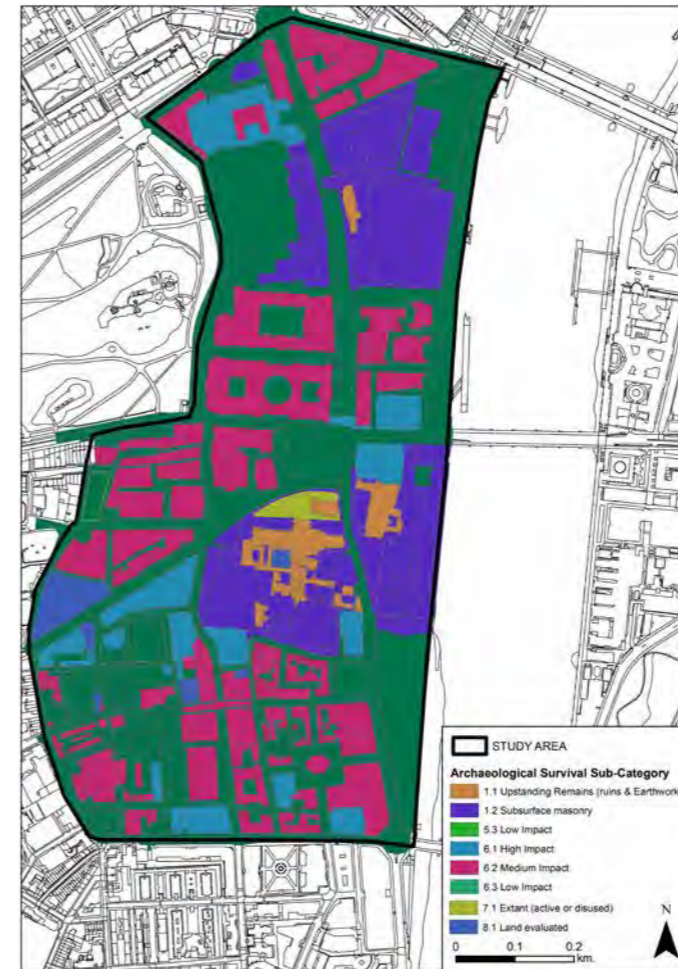 STUDY AREA
Archaeological Survival Sub-Category
1.1 Upstanding Remains (ruins & Earthwork
1.2 Subsurface masonry
5.3 Low Impact
6.1 High Impact
6.2 Medium Impact
6.3 Low Impact
7.1 Extant (active or disused)
8.1 Land evaluated
N
0 0.1 0.2
km.